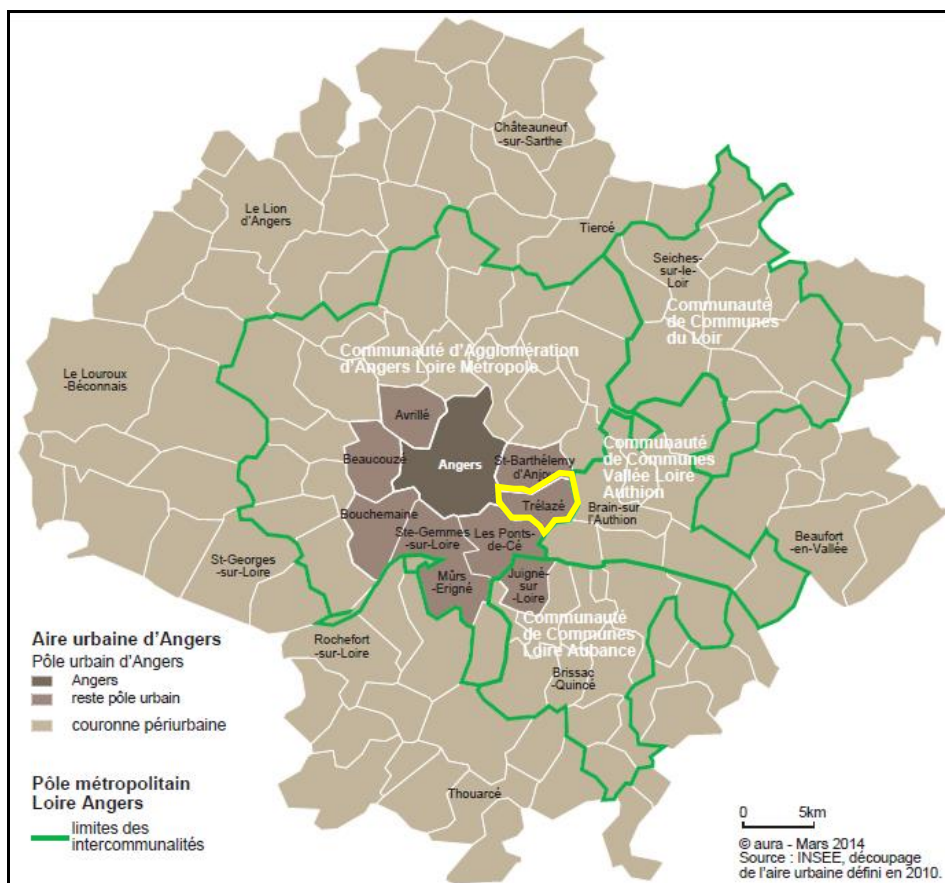 Châteauneuf
-sur-Sarthe
Le Lion
d'Angers
Tiercé
Seiches-
sur-le-
Loir
Communauté
de Communes
du Loir
Communauté d'Agglomération
d'Angers Loire Métropole
Le Louroux
-Béconnais
Avrillé
Beaucouzé
Angers
St-Barthélemy
d'Anjou
Communauté
de Communes
Vallée Loire
Authion
Trélazé
Brain-sur
l'Authion
Bouchemaine
Ste-Gemmes
-sur-Loire
Les Ponts-
de-Cé
Beaufort
-en-Vallée
St-Georges
-sur-Loire
Mûrs
-Erigné
Juigné-
sur
-Loire
Communauté
de Communes
Loire Aubance
Rochefort
-sur-Loire
Brissac
-Quincé
Thouarcé
Aire urbaine d'Angers
Pôle urbain d'Angers
Angers
reste pôle urbain
couronne périurbaine
Pôle métropolitain
Loire Angers
limites des
intercommunalités
0 5km
© aura - Mars 2014
Source : INSEE, découpage
de l'aire urbaine défini en 2010.